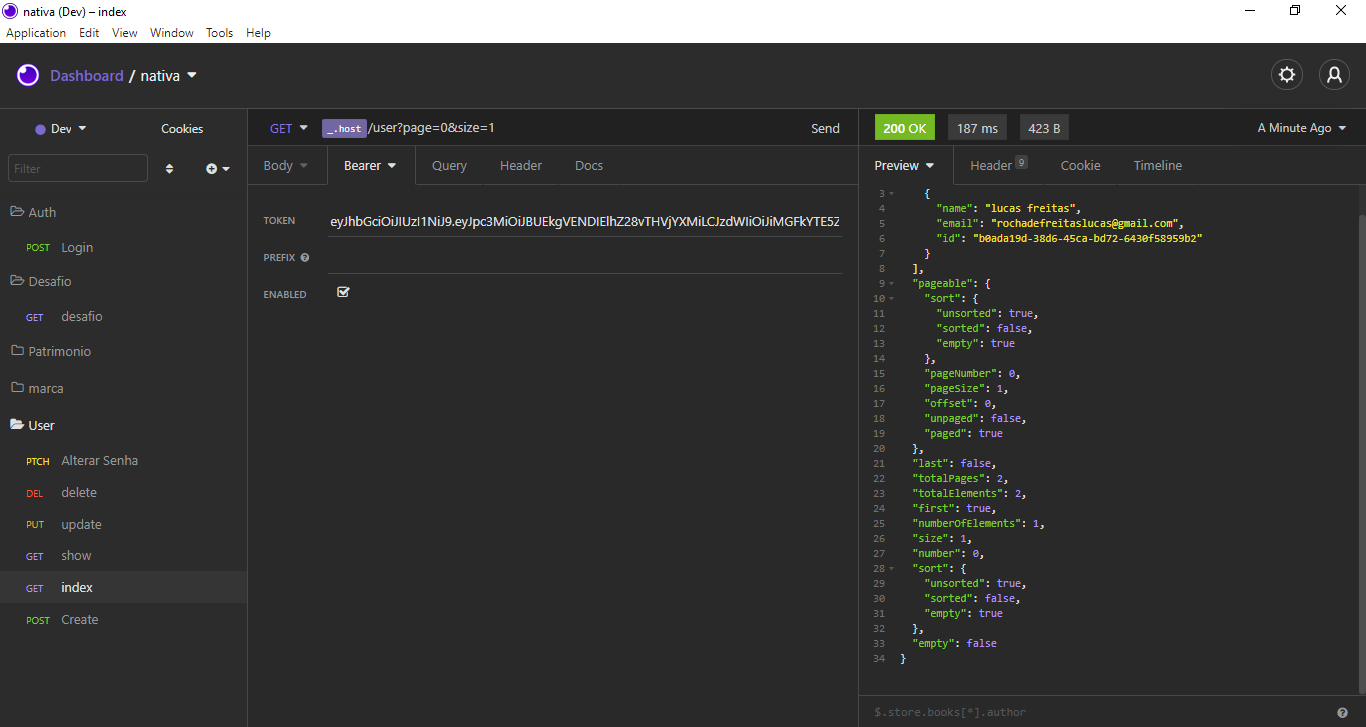 nativa (Dev) – index
Application Edit View Window Tools Help
Dashboard / nativa
Dev Cookies
Filter
Auth
POST Login
Desafio
GET desafio
Patrimonio
marca
User
PTCH Alterar Senha
DEL delete
PUT update
GET show
GET index
POST Create
GET _.host /user?page=0&size=1 Send
Body Bearer Query Header Docs
TOKEN eyJhbGciOiJIUzI1NiJ9.eyJpc3MiOiJBUEkgVENDIElhZ28vTHVjYXMiLCJzdWIiOiJiMGFkYTE5Z
PREFIX
ENABLED
200 OK 187 ms 423 B A Minute Ago
Preview Header 9 Cookie Timeline
3 {
4 "name": "lucas freitas",
5 "email": "rochadefreitaslucas@gmail.com",
6 "id": "b0ada19d-38d6-45ca-bd72-6430f58959b2"
7 }
8 ],
9 "pageable": {
10 "sort": {
11 "unsorted": true,
12 "sorted": false,
13 "empty": true
14 },
15 "pageNumber": 0,
16 "pageSize": 1,
17 "offset": 0,
18 "unpaged": false,
19 "paged": true
20 },
21 "last": false,
22 "totalPages": 2,
23 "totalElements": 2,
24 "first": true,
25 "numberOfElements": 1,
26 "size": 1,
27 "number": 0,
28 "sort": {
29 "unsorted": true,
30 "sorted": false,
31 "empty": true
32 },
33 "empty": false
34 }
$.store.books[*].author